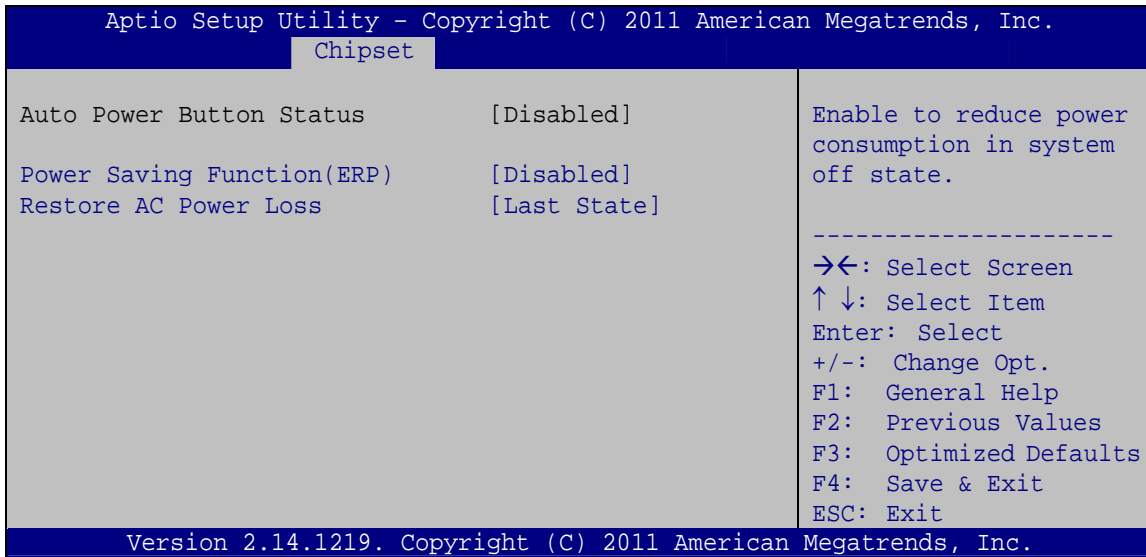 Aptio Setup Utility – Copyright (C) 2011 American Megatrends, Inc.
Chipset
Auto Power Button Status [Disabled]
Power Saving Function(ERP) [Disabled]
Restore AC Power Loss [Last State]
Enable to reduce power
consumption in system
off state.
---------------------
→←: Select Screen
↑ ↓: Select Item
Enter: Select
+/-: Change Opt.
F1: General Help
F2: Previous Values
F3: Optimized Defaults
F4: Save & Exit
ESC: Exit
Version 2.14.1219. Copyright (C) 2011 American Megatrends, Inc.